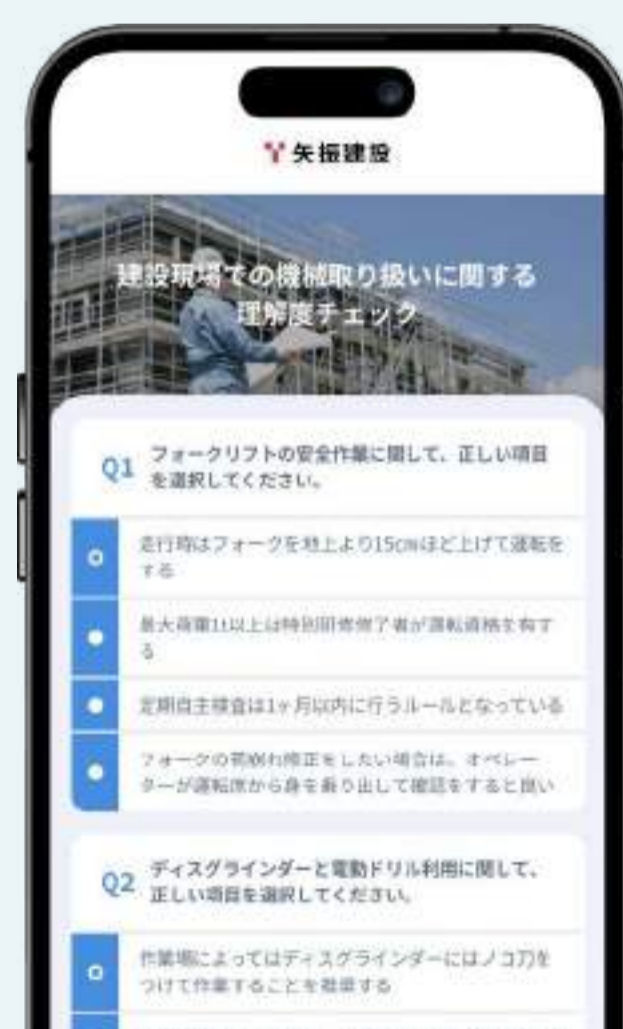 矢振建設
建設現場での機械取り扱いに関する
理解度チェック
Q1 フォークリフトの安全作業に関して、正しい項目
を選択してください。
走行時はフォークを地上より15cmほど上げて運転を
する
最大荷重1t以上は特別研修修了者が運転資格を有す
る
定期自主検査は1ヶ月以内に行うルールとなっている
フォークの荷崩れ修正をしたい場合は、オペレー
ターが運転席から身を乗り出して確認をすると良い
Q2 ディスグラインダーと電動ドリル利用に関して、
正しい項目を選択してください。
作業場によってはディスグラインダーにはノコ刃を
つけて作業することを推奨する